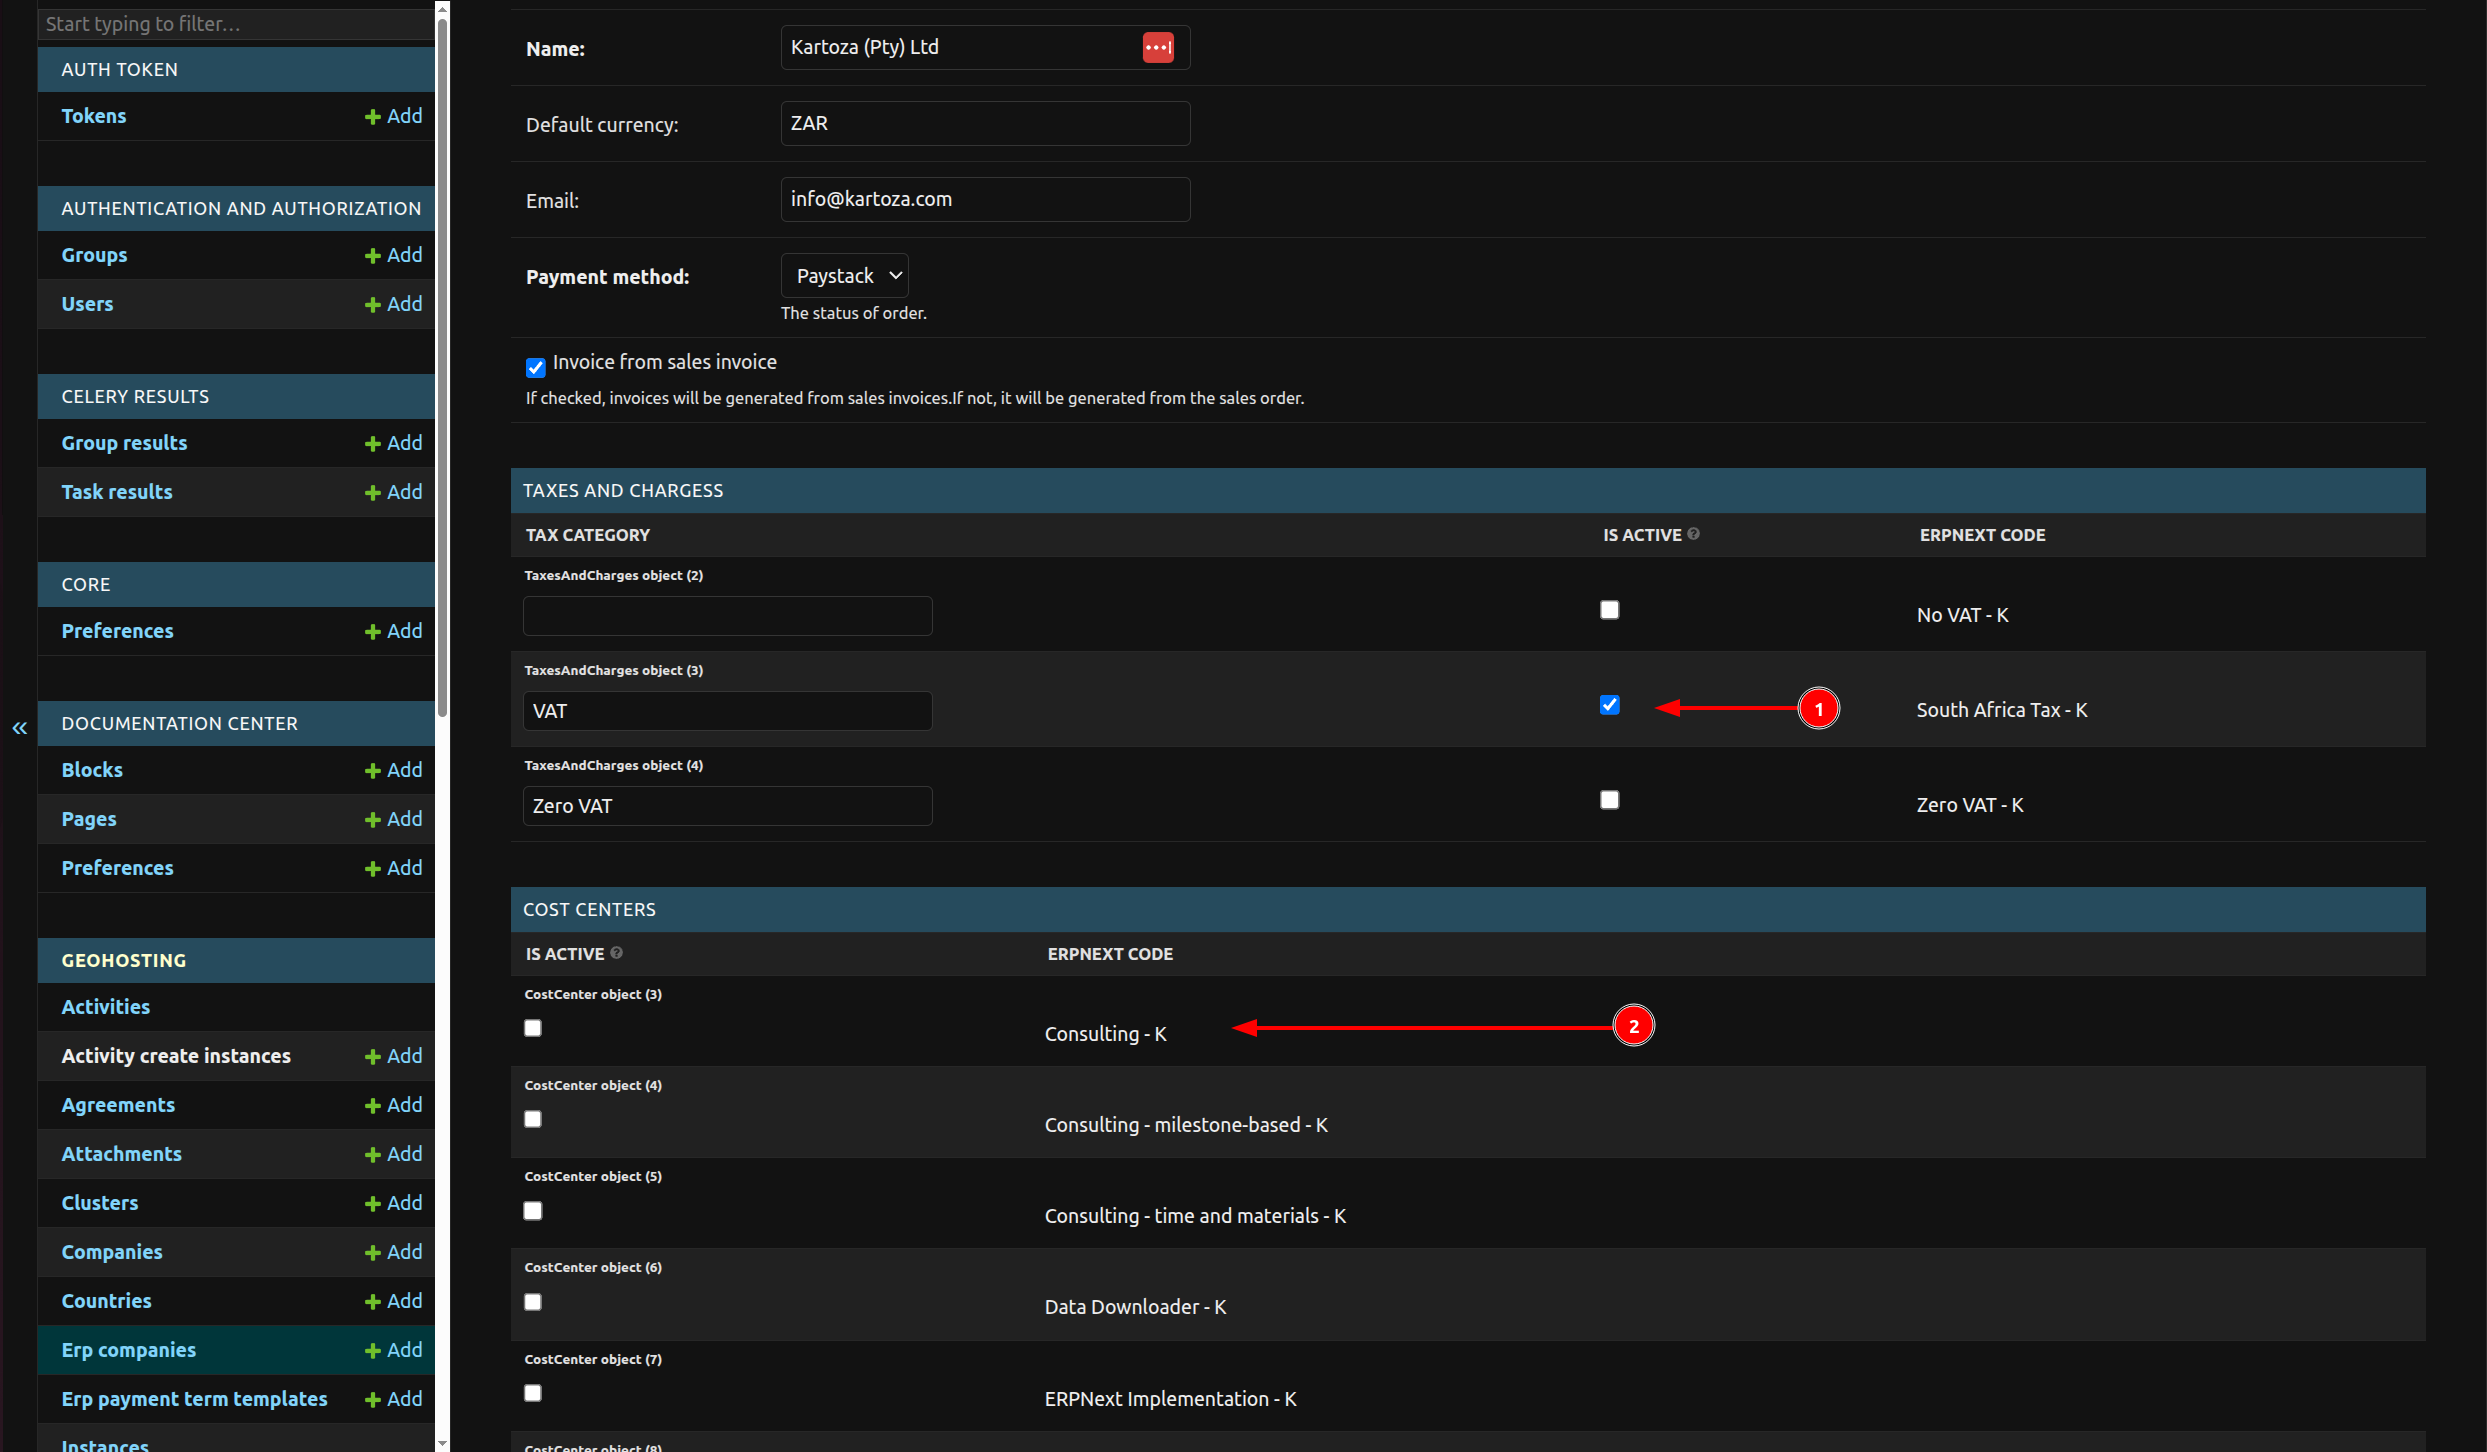 Start typing to filter...
AUTH TOKEN
Tokens
Add
AUTHENTICATION AND AUTHORIZATION
Groups
Add
Users
Add
CELERY RESULTS
Group results
Add
Task results
Add
CORE
Preferences
Add
DOCUMENTATION CENTER
Blocks
Add
Pages
Add
Preferences
Add
GEOHOSTING
Activities
Activity create instances
Add
Agreements
Add
Attachments
Add
Clusters
Add
Companies
Add
Countries
Add
Erp companies
Add
Erp payment term templates
Add
Instances
«
Name:
Kartoza (Pty) Ltd
Default currency:
ZAR
Email:
info@kartoza.com
Payment method:
Paystack
The status of order.
Invoice from sales invoice
If checked, invoices will be generated from sales invoices.If not, it will be generated from the sales order.
TAXES AND CHARGESS
TAX CATEGORY
IS ACTIVE ?
ERPNEXT CODE
TaxesAndCharges object (2)
No VAT - K
TaxesAndCharges object (3)
VAT
1
South Africa Tax - K
TaxesAndCharges object (4)
Zero VAT
Zero VAT - K
COST CENTERS
IS ACTIVE ?
ERPNEXT CODE
CostCenter object (3)
Consulting - K
2
CostCenter object (4)
Consulting - milestone-based - K
CostCenter object (5)
Consulting - time and materials - K
CostCenter object (6)
Data Downloader - K
CostCenter object (7)
ERPNext Implementation - K
CostCenter object (8)